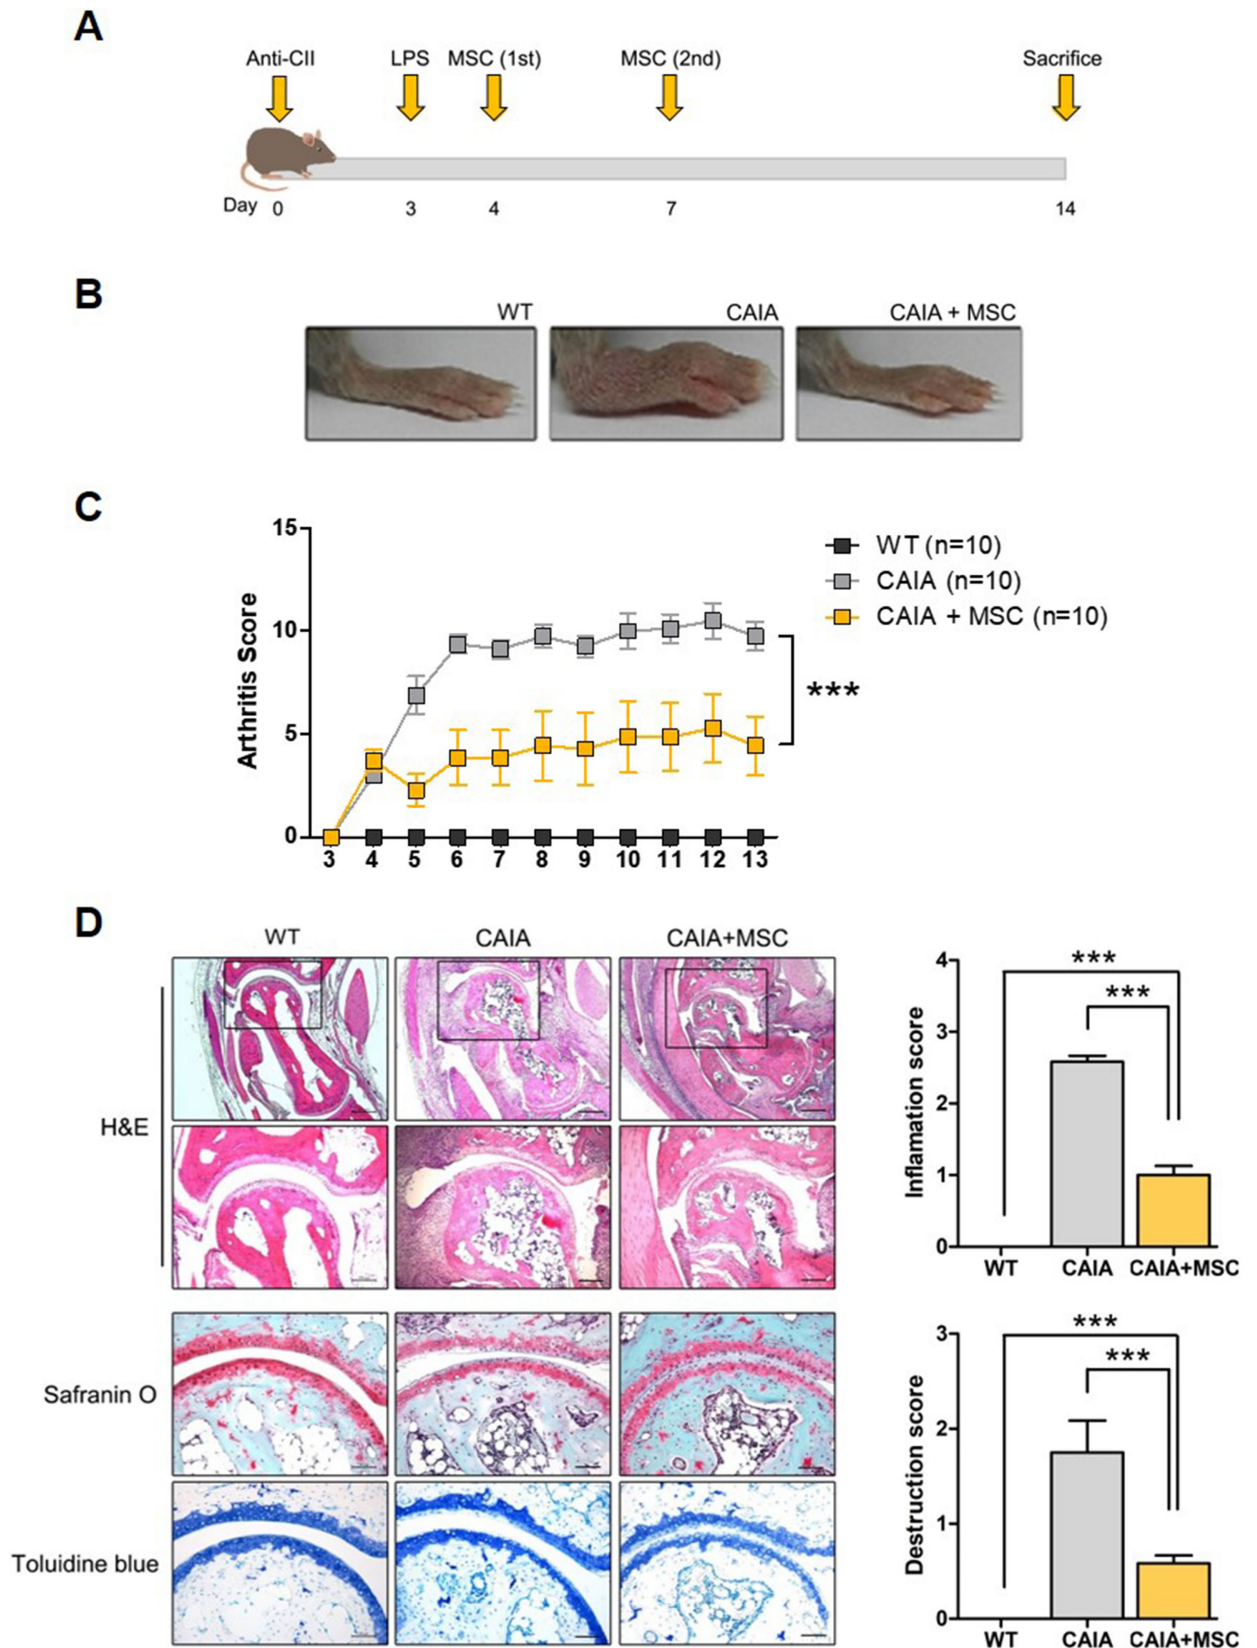 A
Anti-CII LPS MSC (1st) MSC (2nd) Sacrifice
Day 0 3 4 7 14
B
WT CAIA CAIA + MSC
C
15
10
5
0
Arthritis Score
3 4 5 6 7 8 9 10 11 12 13
WT (n=10)
CAIA (n=10)
CAIA + MSC (n=10)
***
D
WT CAIA CAIA+MSC
H&E
Safranin O
Toluidine blue
Inflamation score
4
3
2
1
0
***
***
WT CAIA CAIA+MSC
Destruction score
3
2
1
0
***
***
WT CAIA CAIA+MSC